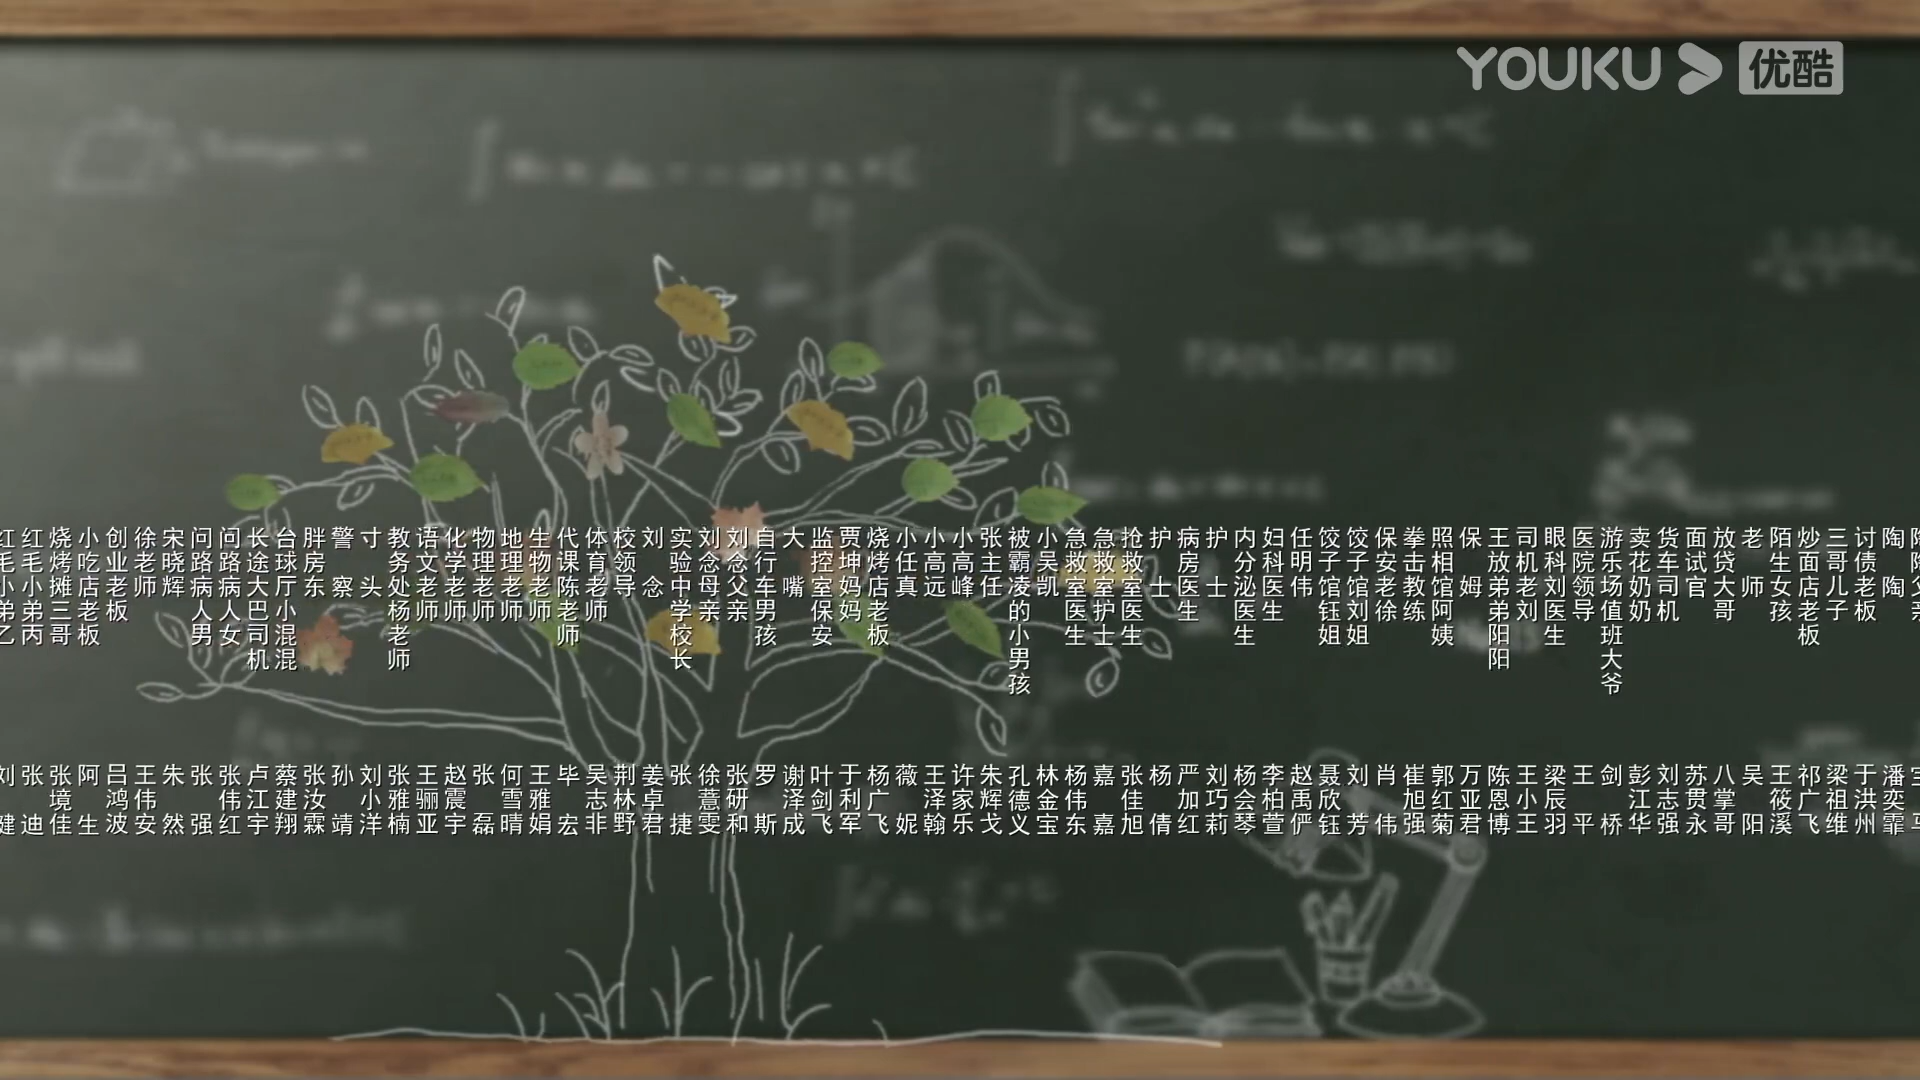 YOUKU 优酷
红毛小弟乙
红毛小弟丙
烧烤摊三哥
小吃店老板
创业老板
徐老师
宋晓辉
问路病人男
问路病人女
长途大巴司机
台球厅小混混
胖房东
警察
寸头
教务处杨老师
语文老师
化学老师
物理老师
地理老师
生物老师
代课陈老师
体育老师
校领导
刘念
实验中学校长
刘念母亲
刘念父亲
自行车男孩
大嘴
监控室保安
贾坤妈妈
烧烤店老板
小任真
小高远
小高峰
张主任
被霸凌的小男孩
小吴凯
急救室医生
急救室护士
抢救室医生
护士
病房医生
护士
内分泌医生
妇科医生
任明伟
饺子馆钰姐
饺子馆刘姐
保安老徐
拳击教练
照相馆阿姨
保姆
王放弟弟阳阳
司机老刘
眼科刘医生
医院领导
游乐场值班大爷
卖花奶奶
货车司机
面试官
放贷大哥
老师
陌生女孩
炒面店老板
三哥儿子
讨债老板
陶陶
刘健
张迪
张境佳
阿生
吕鸿波
王伟安
朱然
张强
张伟红
卢江宇
蔡建翔
张汝霖
孙靖
刘小洋
张雅楠
王骊亚
赵震宇
张磊
何雪晴
王雅娟
毕宏
吴志非
荆林野
姜卓君
张捷
徐薏雯
张研和
罗斯
谢泽成
叶剑飞
于利军
杨广飞
薇妮
王泽翰
许家乐
朱辉戈
孔德义
林金宝
杨伟东
嘉嘉
张佳旭
杨倩
严加红
刘巧莉
杨会琴
李柏萱
赵禹俨
聂欣钰
刘芳
肖伟
崔旭强
郭红菊
万亚君
陈恩博
王小王
梁辰羽
王平
剑桥
彭江华
刘志强
苏贯永
八掌哥
吴阳
王筱溪
祁广飞
梁祖维
于洪州
潘奕霏